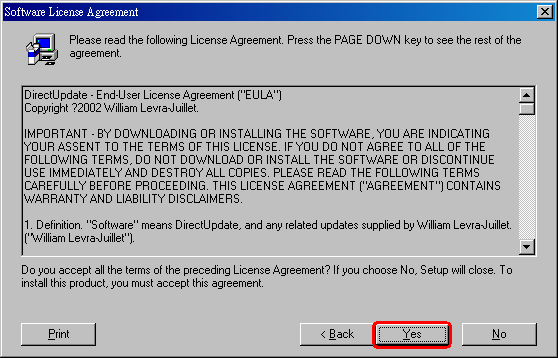 Software License Agreement
Please read the following License Agreement. Press the PAGE DOWN key to see the rest of the
agreement.
DirectUpdate - End-User License Agreement ("EULA")
Copyright ?2002 William Levra-Juillet.
IMPORTANT - BY DOWNLOADING OR INSTALLING THE SOFTWARE, YOU ARE INDICATING
YOUR ASSENT TO THE TERMS OF THIS LICENSE. IF YOU DO NOT AGREE TO ALL OF THE
FOLLOWING TERMS, DO NOT DOWNLOAD OR INSTALL THE SOFTWARE OR DISCONTINUE
USE IMMEDIATELY AND DESTROY ALL COPIES. PLEASE READ THE FOLLOWING TERMS
CAREFULLY BEFORE PROCEEDING. THIS LICENSE AGREEMENT ("AGREEMENT") CONTAINS
WARRANTY AND LIABILITY DISCLAIMERS.
1. Definition. "Software" means DirectUpdate, and any related updates supplied by William Levra-Juillet.
("William Levra-Juillet").
Do you accept all the terms of the preceding License Agreement? If you choose No, Setup will close. To
install this product, you must accept this agreement.
Print
< Back
Yes
No